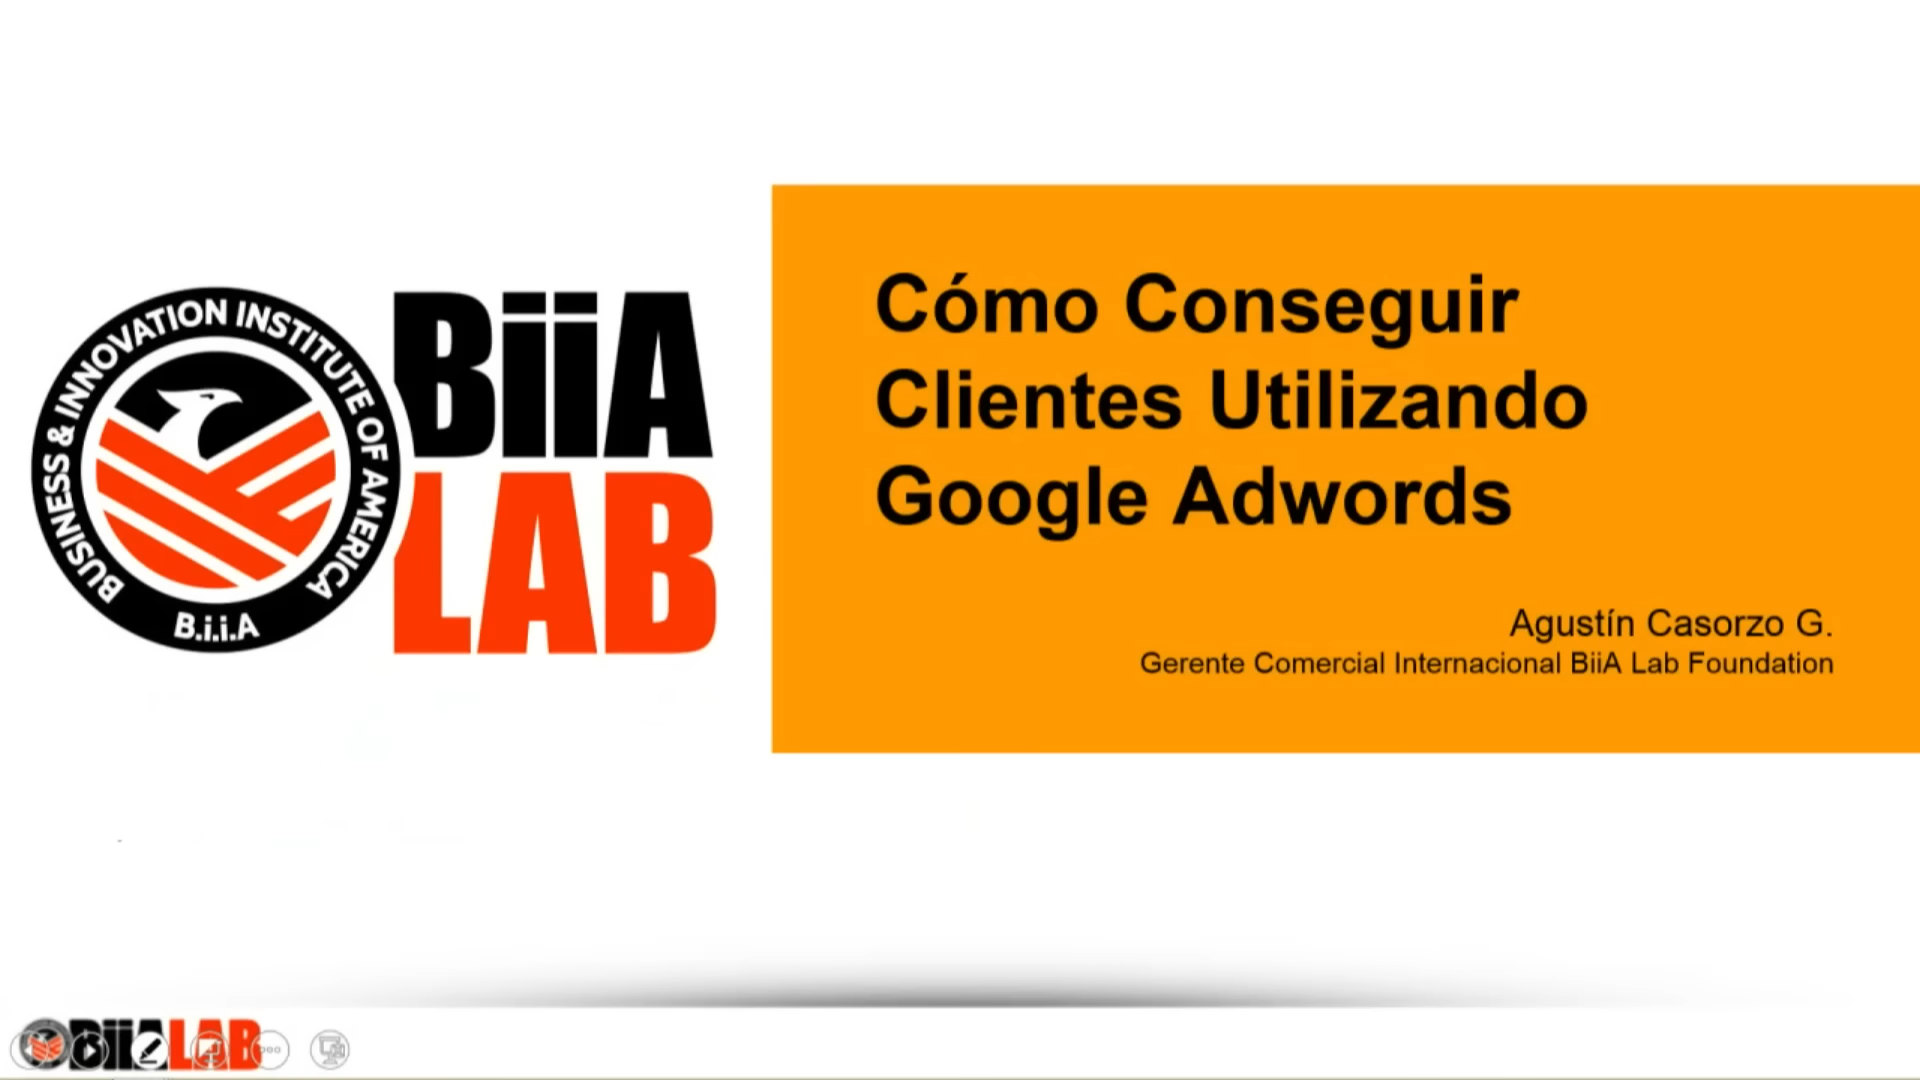 BUSINESS & INNOVATION INSTITUTE OF AMERICA
B.i.i.A
BiiA
LAB
Cómo Conseguir
Clientes Utilizando
Google Adwords
Agustín Casorzo G.
Gerente Comercial Internacional BiiA Lab Foundation
BiiALAB